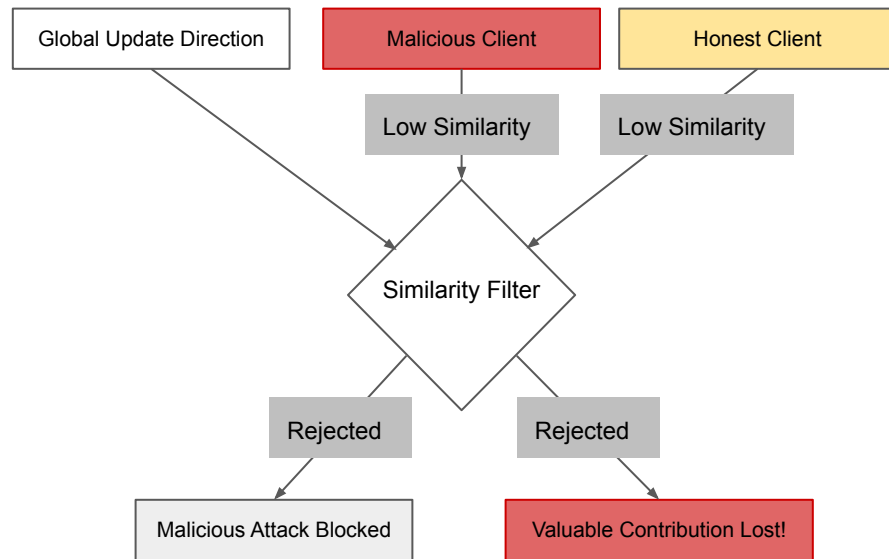 Global Update Direction
Malicious Client
Honest Client
Low Similarity
Low Similarity
Similarity Filter
Rejected
Rejected
Malicious Attack Blocked
Valuable Contribution Lost!